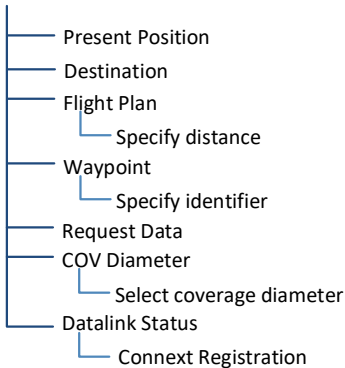 Present Position
Destination
Flight Plan
Specify distance
Waypoint
Specify identifier
Request Data
COV Diameter
Select coverage diameter
Datalink Status
Connext Registration